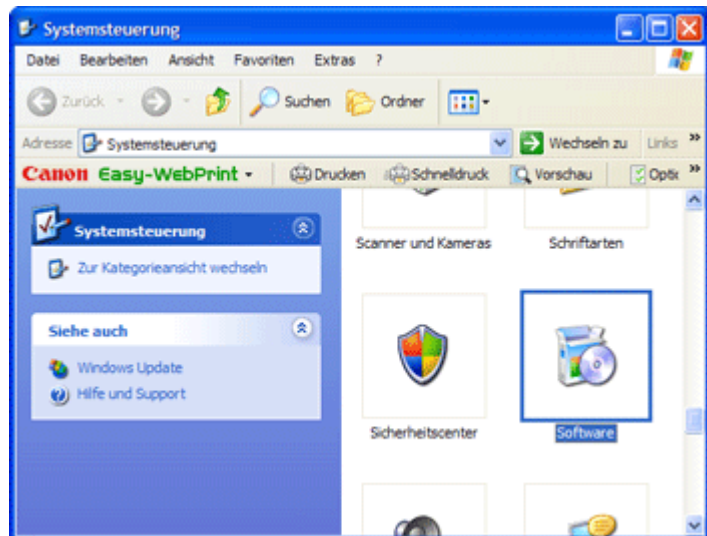 Systemsteuerung
Datei Bearbeiten Ansicht Favoriten Extras ?
Zurück Suchen Ordner
Adresse Systemsteuerung Wechseln zu Links »
Canon Easy-WebPrint Drucken Schnelldruck Vorschau Optic »
Systemsteuerung
Zur Kategorieansicht wechseln
Siehe auch
Windows Update
Hilfe und Support
Scanner und Kameras Schriftarten
Sicherheitscenter Software